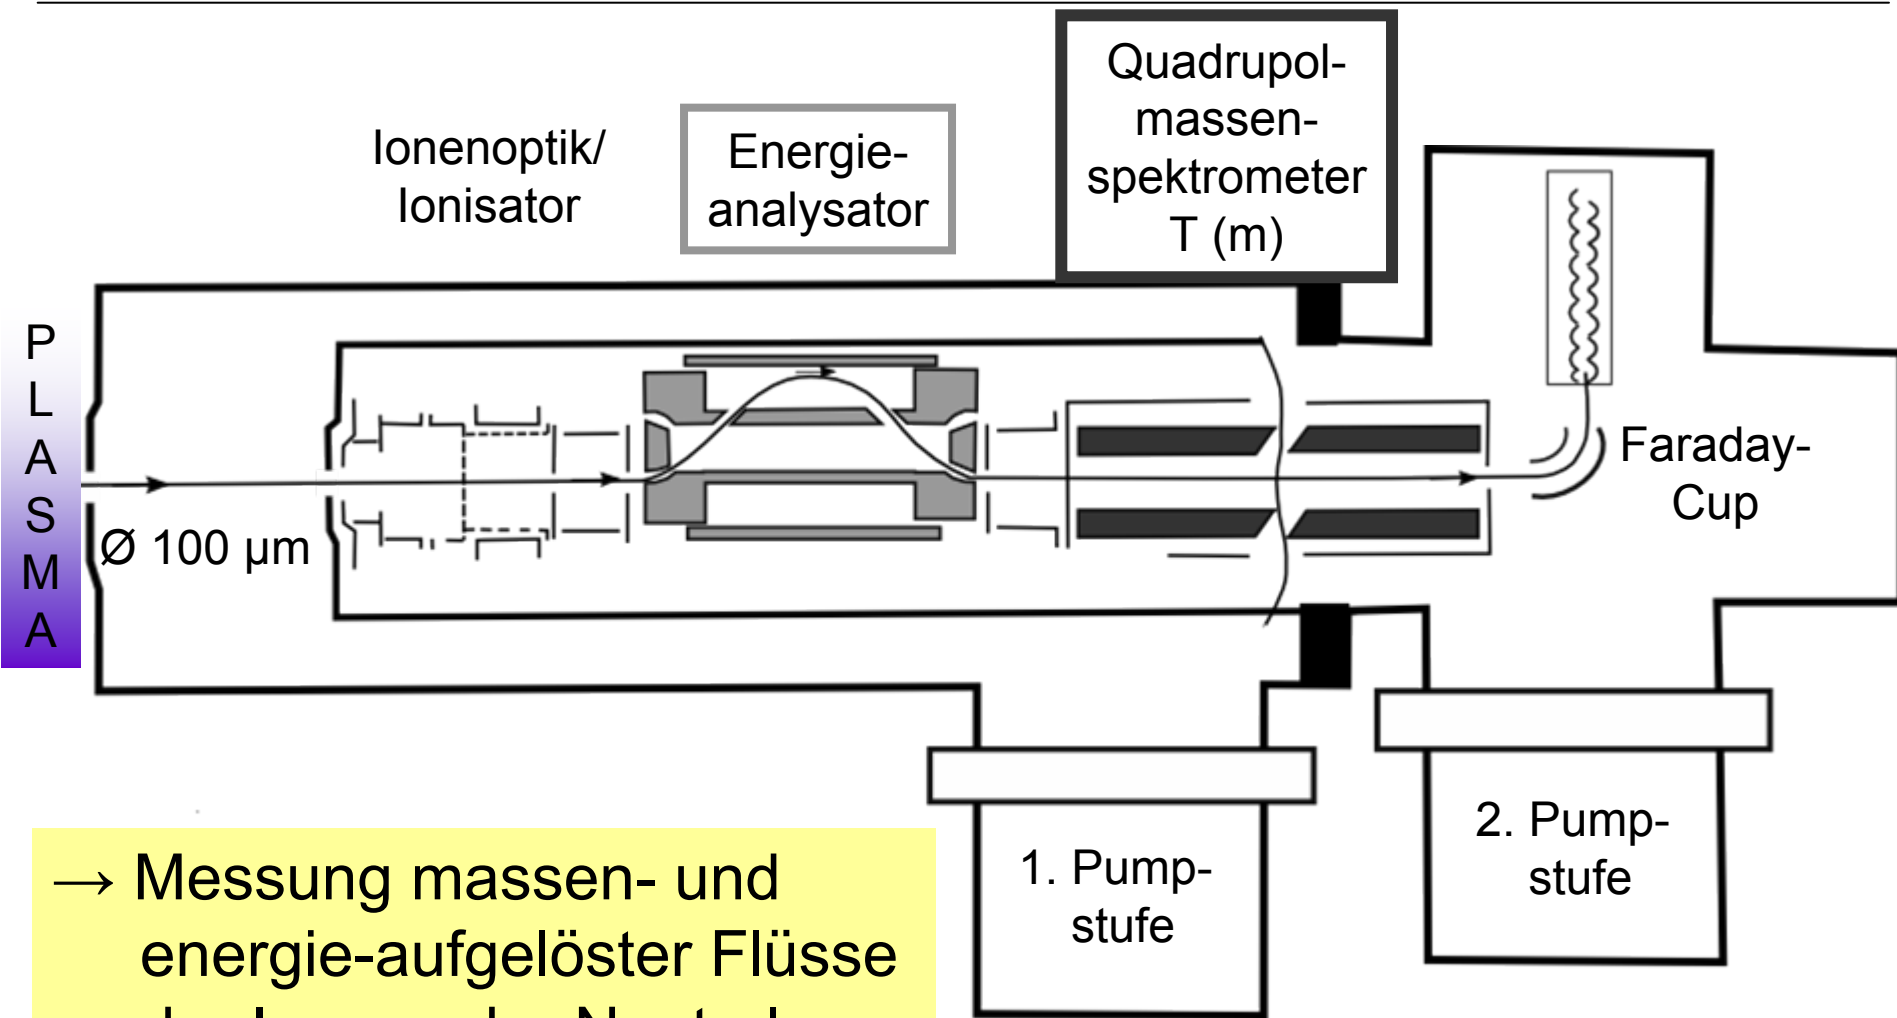 Quadrupol-
massen-
spektrometer
T (m)
Ionenoptik/
Ionisator
Energie-
analysator
P
L
A
S
M
A
Ø 100 µm
Faraday-
Cup
1. Pump-
stufe
2. Pump-
stufe
→ Messung massen- und
energie-aufgelöster Flüsse